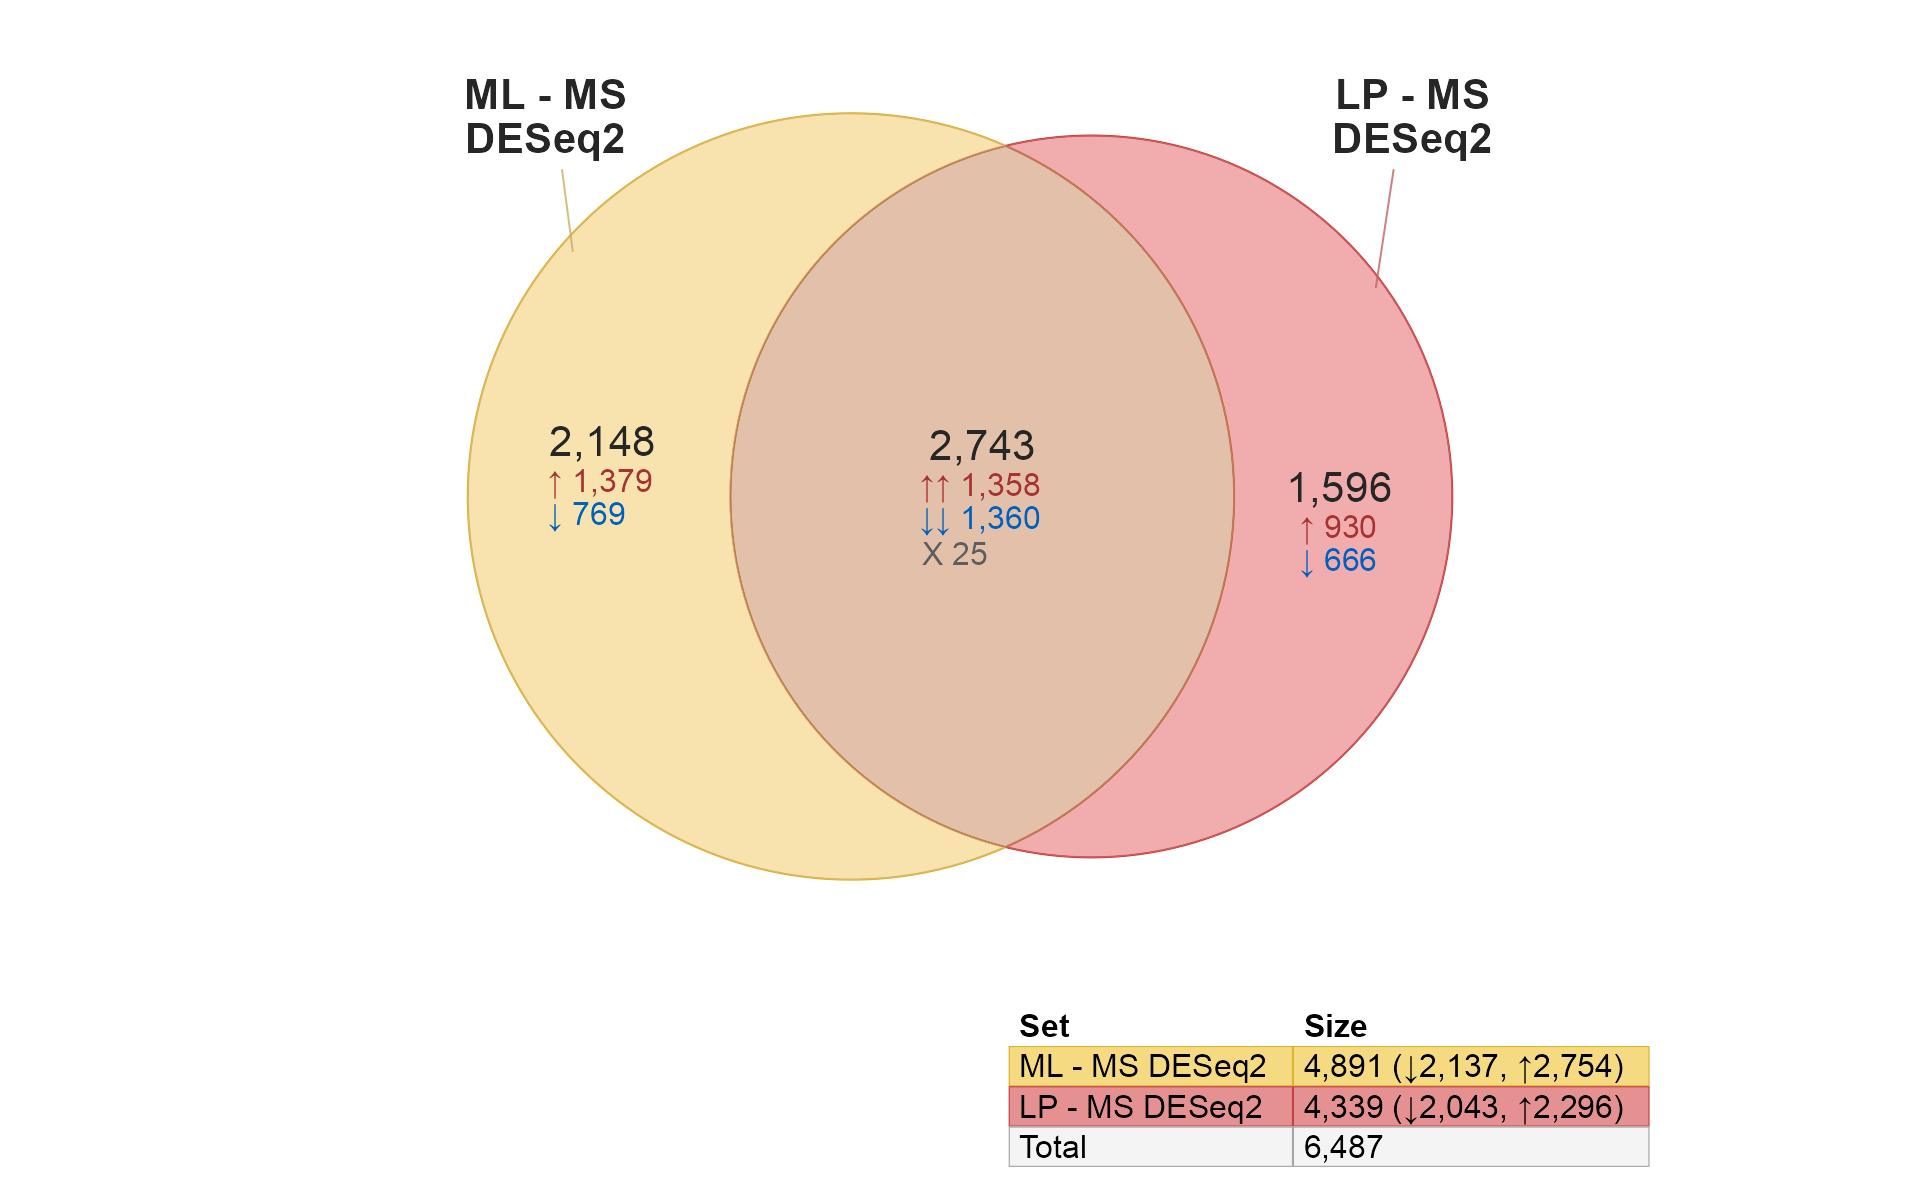 ML - MS
DESeq2
LP - MS
DESeq2
2,148
↑ 1,379
↓ 769
2,743
↑↑ 1,358
↓↓ 1,360
X 25
1,596
↑ 930
↓ 666
Set Size
ML - MS DESeq2 4,891 (↓2,137, ↑2,754)
LP - MS DESeq2 4,339 (↓2,043, ↑2,296)
Total 6,487